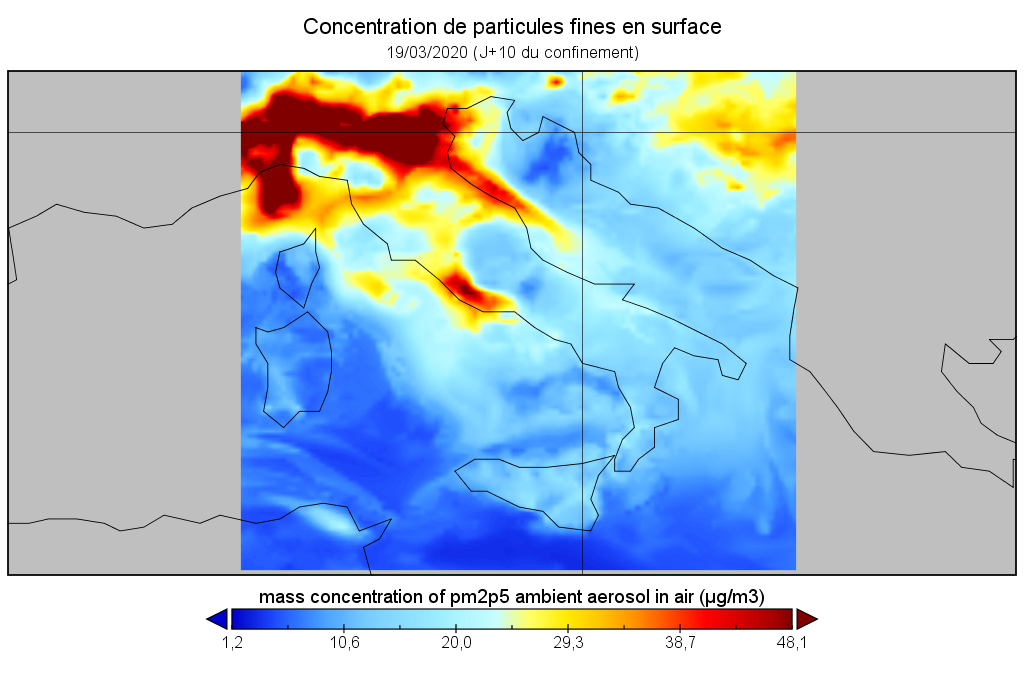 Concentration de particules fines en surface
19/03/2020 (J+10 du confinement)
mass concentration of pm2p5 ambient aerosol in air (µg/m3)
1,2 10,6 20,0 29,3 38,7 48,1